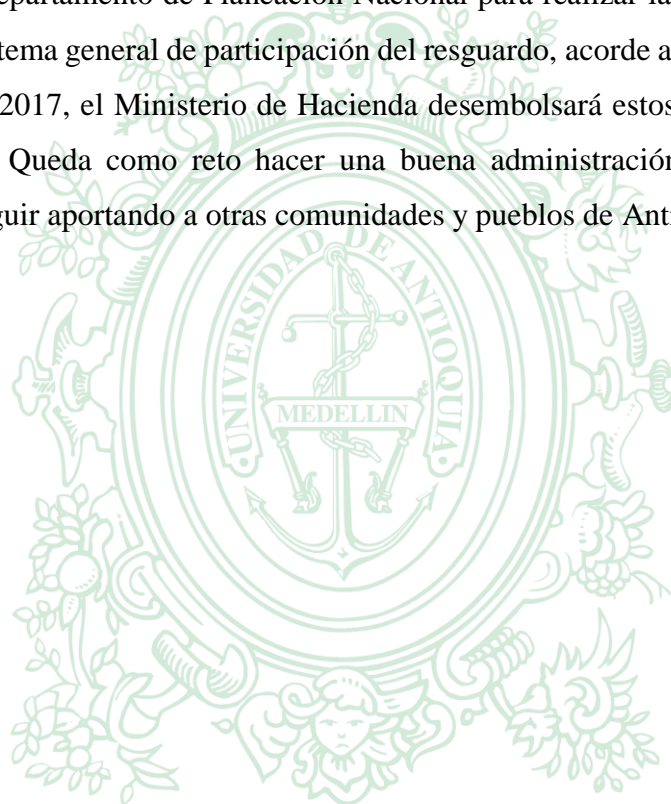 epartamento de Planeación Nacional para realizar la
tema general de participación del resguardo, acorde a
2017, el Ministerio de Hacienda desembolsará estos
Queda como reto hacer una buena administración
guir aportando a otras comunidades y pueblos de Ant
UNIVERSIDAD DE ANTIOQUIA
MEDELLIN